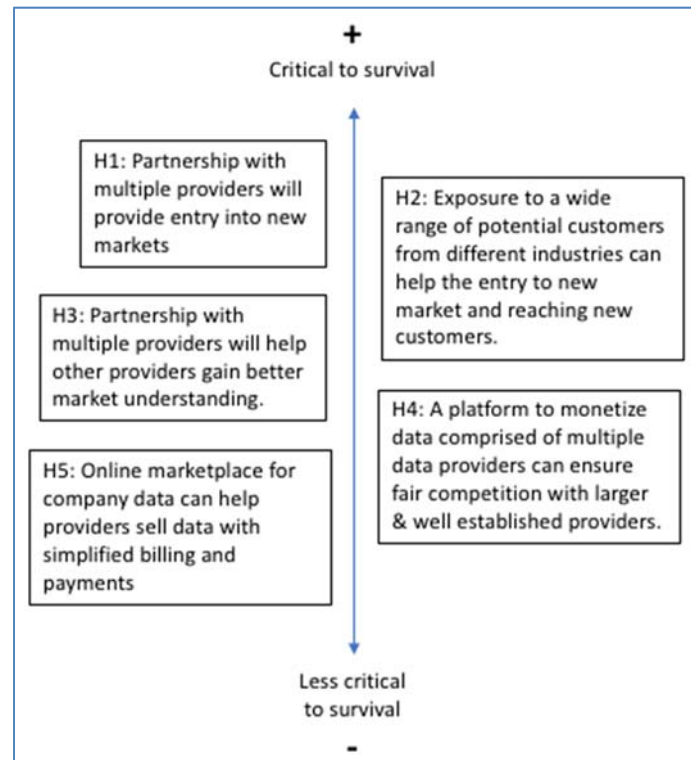 +
Critical to survival
H1: Partnership with
multiple providers will
provide entry into new
markets
H2: Exposure to a wide
range of potential customers
from different industries can
help the entry to new
market and reaching new
customers.
H3: Partnership with
multiple providers will help
other providers gain better
market understanding.
H4: A platform to monetize
data comprised of multiple
data providers can ensure
fair competition with larger
& well established providers.
H5: Online marketplace for
company data can help
providers sell data with
simplified billing and
payments
Less critical
to survival
-